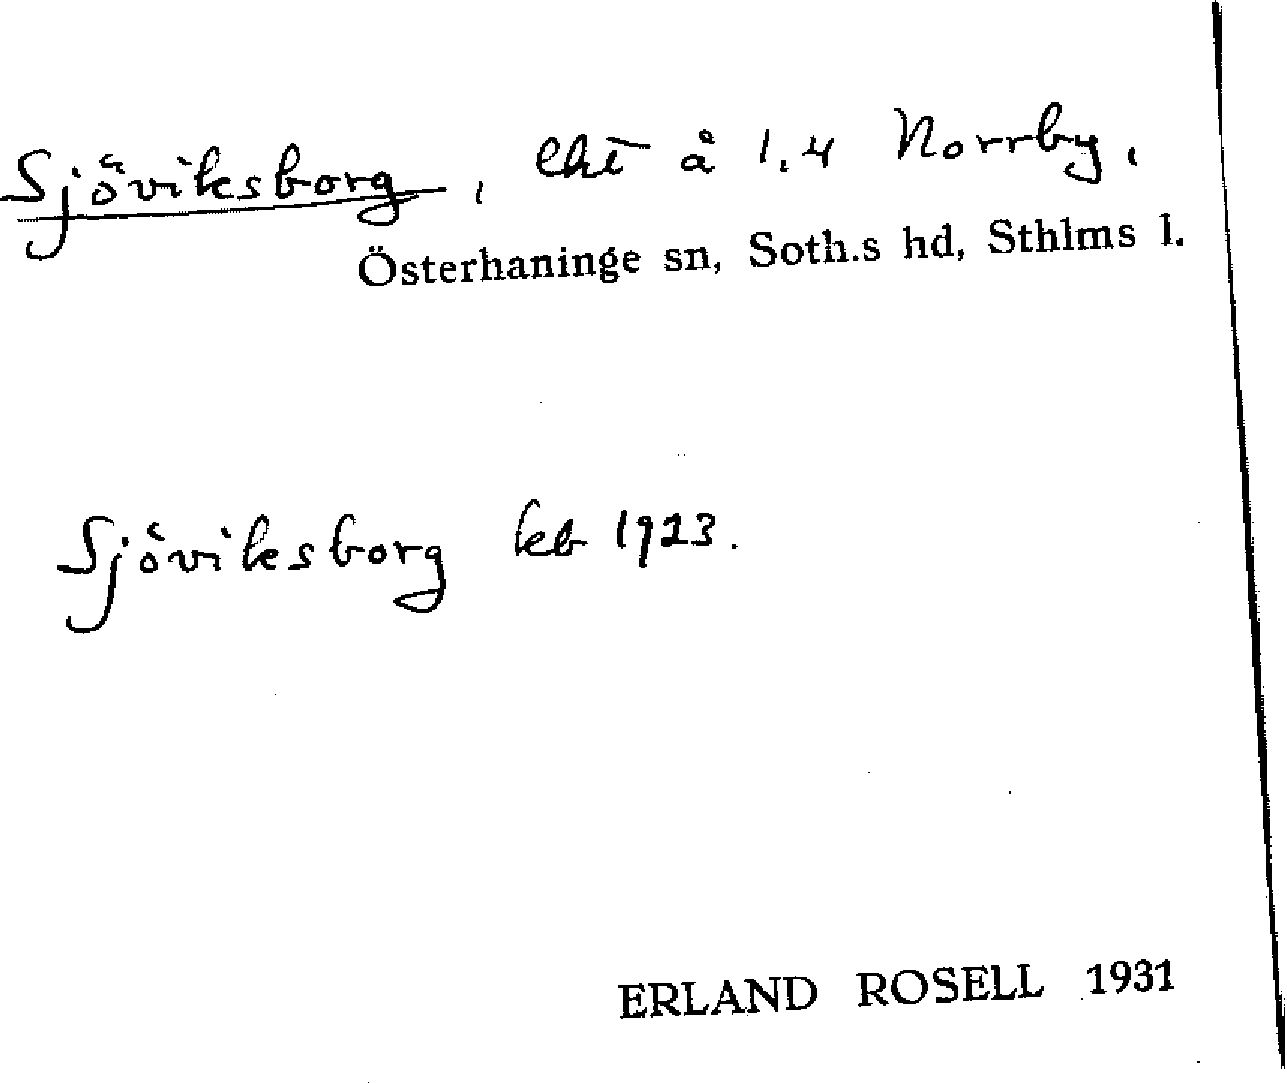 Sjöviksborg, lht å 1.4 Norrby,
Österhaninge sn, Soth.s hd, Sthlms l.
Sjöviksborg kb 1923.
ERLAND ROSELL 1931